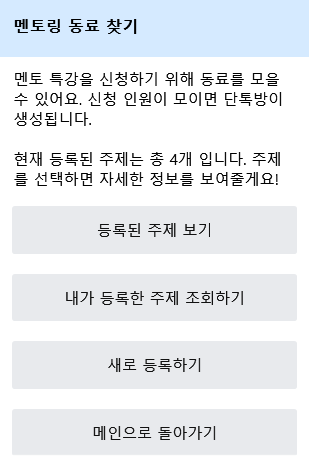 멘토링 동료 찾기
멘토 특강을 신청하기 위해 동료를 모을
수 있어요. 신청 인원이 모이면 단톡방이
생성됩니다.
현재 등록된 주제는 총 4개 입니다. 주제
를 선택하면 자세한 정보를 보여줄게요!
등록된 주제 보기
내가 등록한 주제 조회하기
새로 등록하기
메인으로 돌아가기